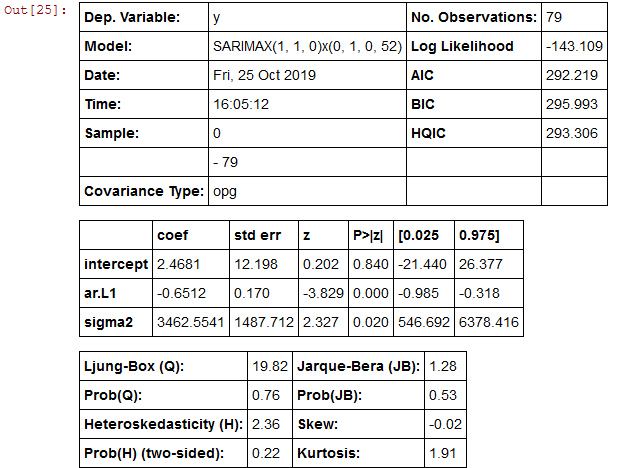 Out[25]:
Dep. Variable: y No. Observations: 79
Model: SARIMAX(1, 1, 0)x(0, 1, 0, 52) Log Likelihood -143.109
Date: Fri, 25 Oct 2019 AIC 292.219
Time: 16:05:12 BIC 295.993
Sample: 0 HQIC 293.306
- 79
Covariance Type: opg
coef std err z P>|z| [0.025 0.975]
intercept 2.4681 12.198 0.202 0.840 -21.440 26.377
ar.L1 -0.6512 0.170 -3.829 0.000 -0.985 -0.318
sigma2 3462.5541 1487.712 2.327 0.020 546.692 6378.416
Ljung-Box (Q): 19.82 Jarque-Bera (JB): 1.28
Prob(Q): 0.76 Prob(JB): 0.53
Heteroskedasticity (H): 2.36 Skew: -0.02
Prob(H) (two-sided): 0.22 Kurtosis: 1.91